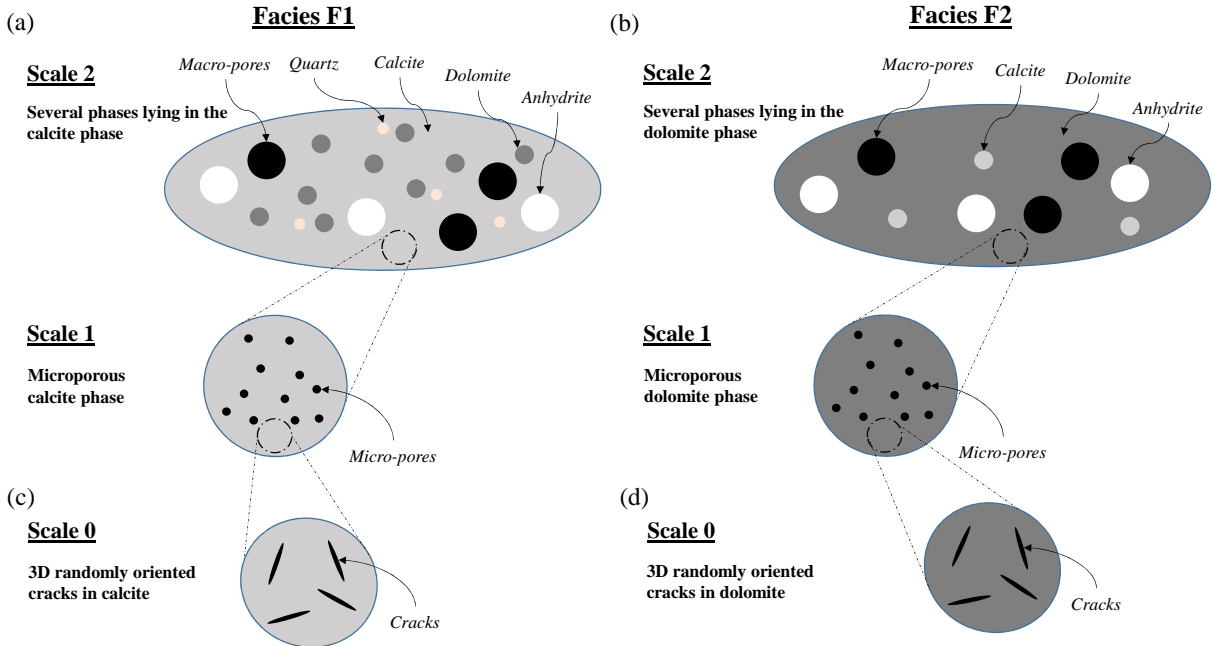 (a)
Facies F1
Scale 2
Several phases lying in the
calcite phase
Macro-pores
Quartz
Calcite
Dolomite
Anhydrite
Scale 1
Microporous
calcite phase
Micro-pores
(c)
Scale 0
3D randomly oriented
cracks in calcite
Cracks
(b)
Facies F2
Scale 2
Several phases lying in the
dolomite phase
Macro-pores
Calcite
Dolomite
Anhydrite
Scale 1
Microporous
dolomite phase
Micro-pores
(d)
Scale 0
3D randomly oriented
cracks in dolomite
Cracks